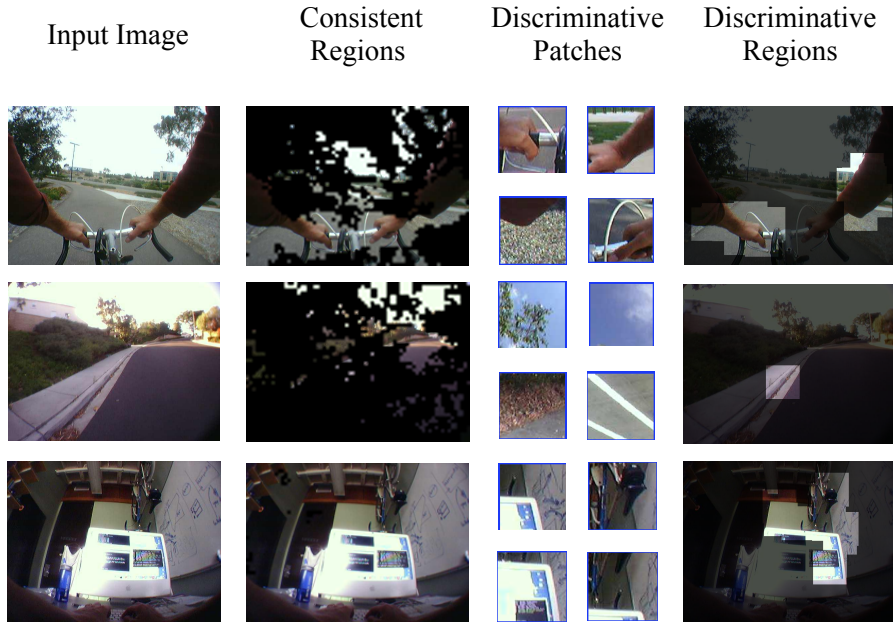 Input Image
Consistent
Regions
Discriminative
Patches
Discriminative
Regions